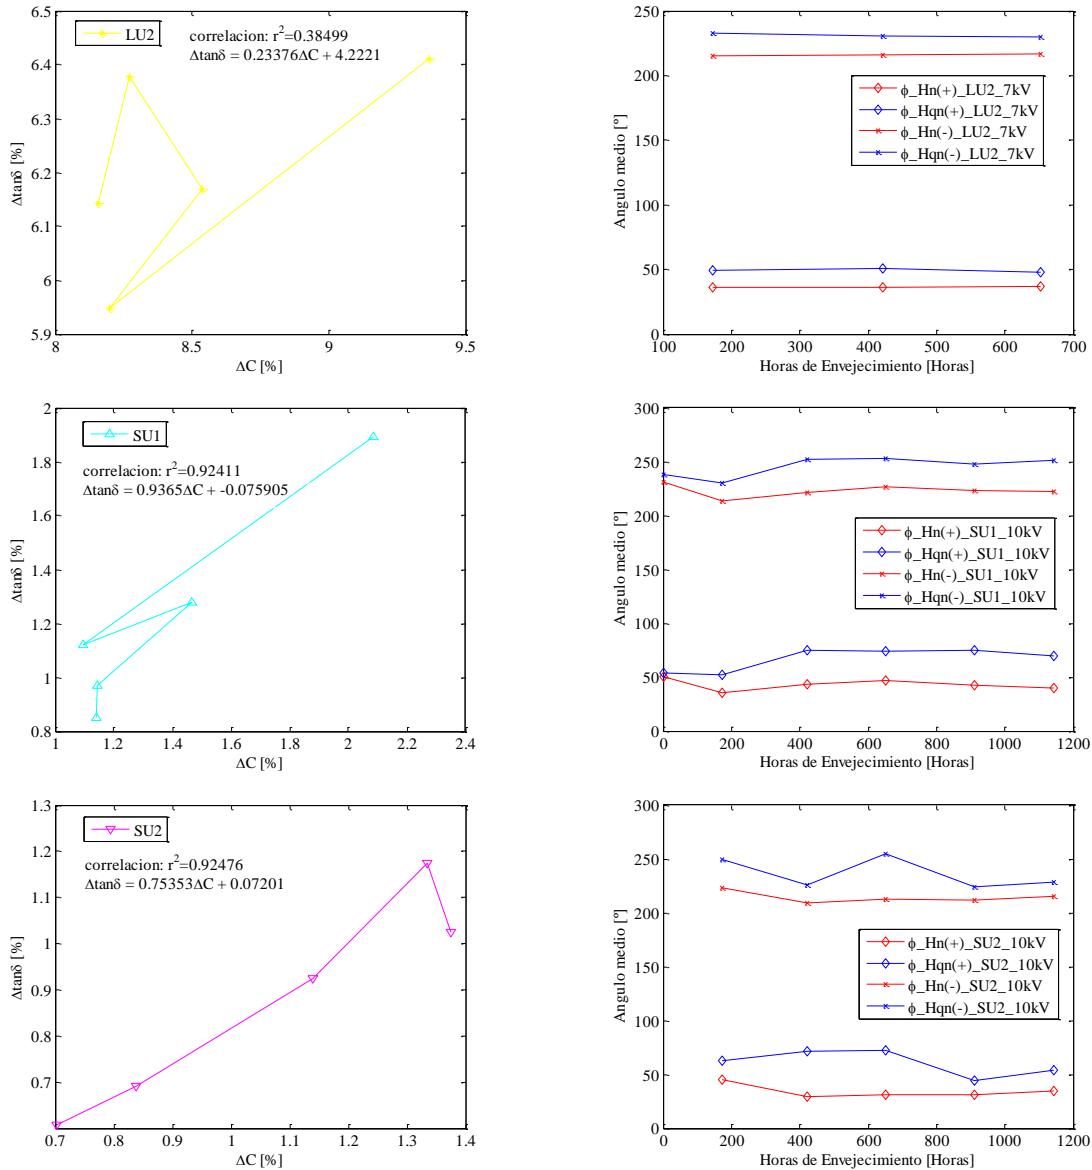 6.5
6.4
6.3
6.2
6.1
6
5.9
8
8.5
9
9.5
Δtanδ [%]
ΔC [%]
LU2
correlacion: r²=0.38499
Δtanδ = 0.23376ΔC + 4.2221
250
200
150
100
50
0
100
200
300
400
500
600
700
Angulo medio [º]
Horas de Envejecimiento [Horas]
ϕ_Hn(+)_LU2_7kV
ϕ_Hqn(+)_LU2_7kV
ϕ_Hn(-)_LU2_7kV
ϕ_Hqn(-)_LU2_7kV
2
1.8
1.6
1.4
1.2
1
0.8
1
1.2
1.4
1.6
1.8
2
2.2
2.4
Δtanδ [%]
ΔC [%]
SU1
correlacion: r²=0.92411
Δtanδ = 0.9365ΔC + -0.075905
300
250
200
150
100
50
0
0
200
400
600
800
1000
1200
Angulo medio [º]
Horas de Envejecimiento [Horas]
ϕ_Hn(+)_SU1_10kV
ϕ_Hqn(+)_SU1_10kV
ϕ_Hn(-)_SU1_10kV
ϕ_Hqn(-)_SU1_10kV
1.3
1.2
1.1
1
0.9
0.8
0.7
0.7
0.8
0.9
1
1.1
1.2
1.3
1.4
Δtanδ [%]
ΔC [%]
SU2
correlacion: r²=0.92476
Δtanδ = 0.75353ΔC + 0.07201
300
250
200
150
100
50
0
0
200
400
600
800
1000
1200
Angulo medio [º]
Horas de Envejecimiento [Horas]
ϕ_Hn(+)_SU2_10kV
ϕ_Hqn(+)_SU2_10kV
ϕ_Hn(-)_SU2_10kV
ϕ_Hqn(-)_SU2_10kV